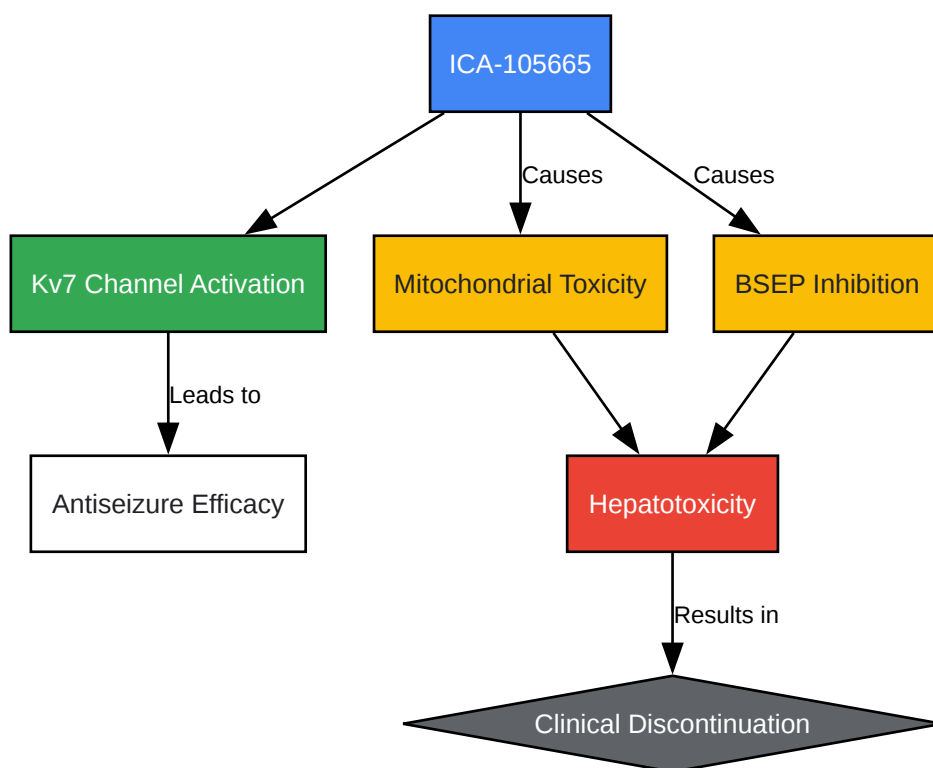 ICA-105665
Causes
Causes
Kv7 Channel Activation
Mitochondrial Toxicity
BSEP Inhibition
Leads to
Antiseizure Efficacy
Hepatotoxicity
Results in
Clinical Discontinuation